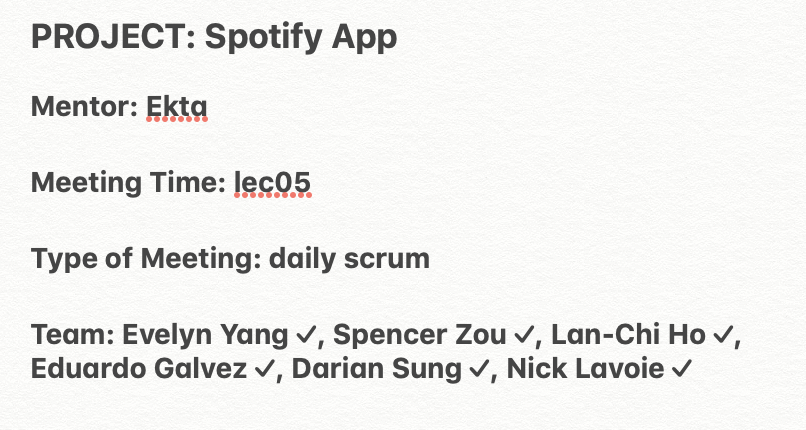 PROJECT: Spotify App
Mentor: Ekta
Meeting Time: lec05
Type of Meeting: daily scrum
Team: Evelyn Yang ✓, Spencer Zou ✓, Lan-Chi Ho ✓,
Eduardo Galvez ✓, Darian Sung ✓, Nick Lavoie ✓